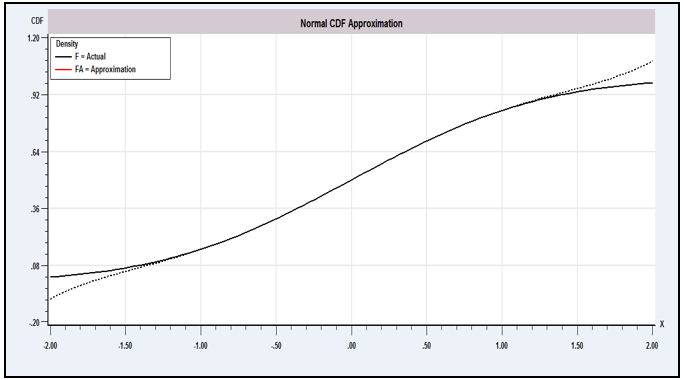 CDF
Normal CDF Approximation
1.20
Density
F = Actual
FA = Approximation
.92
.64
.36
.08
-.20
X
-2.00 -1.50 -1.00 -.50 .00 .50 1.00 1.50 2.00